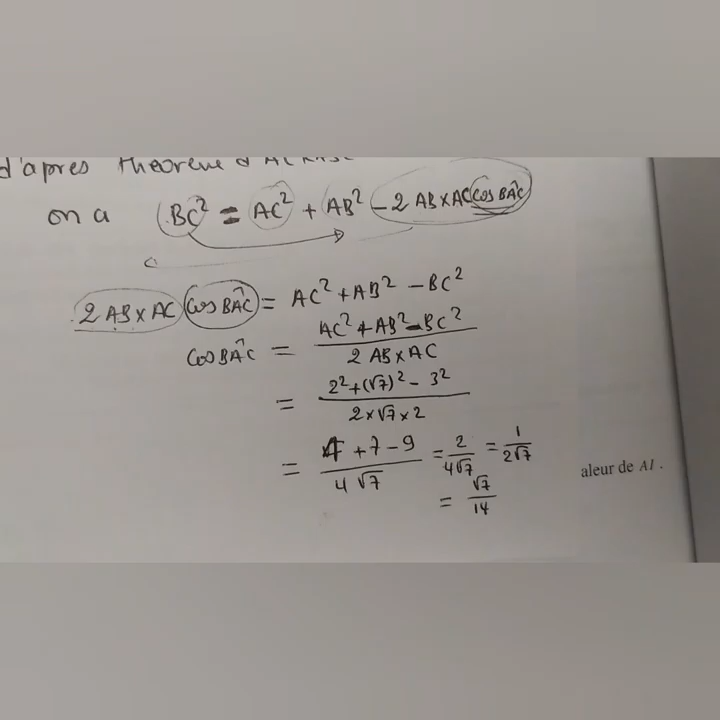 d'apres theoreme d'Al Kashi
on a BC² = AC² + AB² - 2 AB×AC cos BÂC
2 AB×AC cos BÂC = AC² + AB² - BC²
cos BÂC = (AC² + AB² - BC²) / (2 AB×AC)
= (2² + (√7)² - 3²) / (2×√7×2)
= (4 + 7 - 9) / (4√7) = 2/(4√7) = 1/(2√7)
= √7/14
aleur de AI .